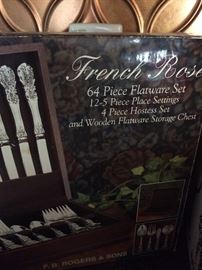 French Rose
64 Piece Flatware Set
12-5 Piece Place Settings
4 Piece Hostess Set
and Wooden Flatware Storage Chest
F. B. ROGERS & SONS